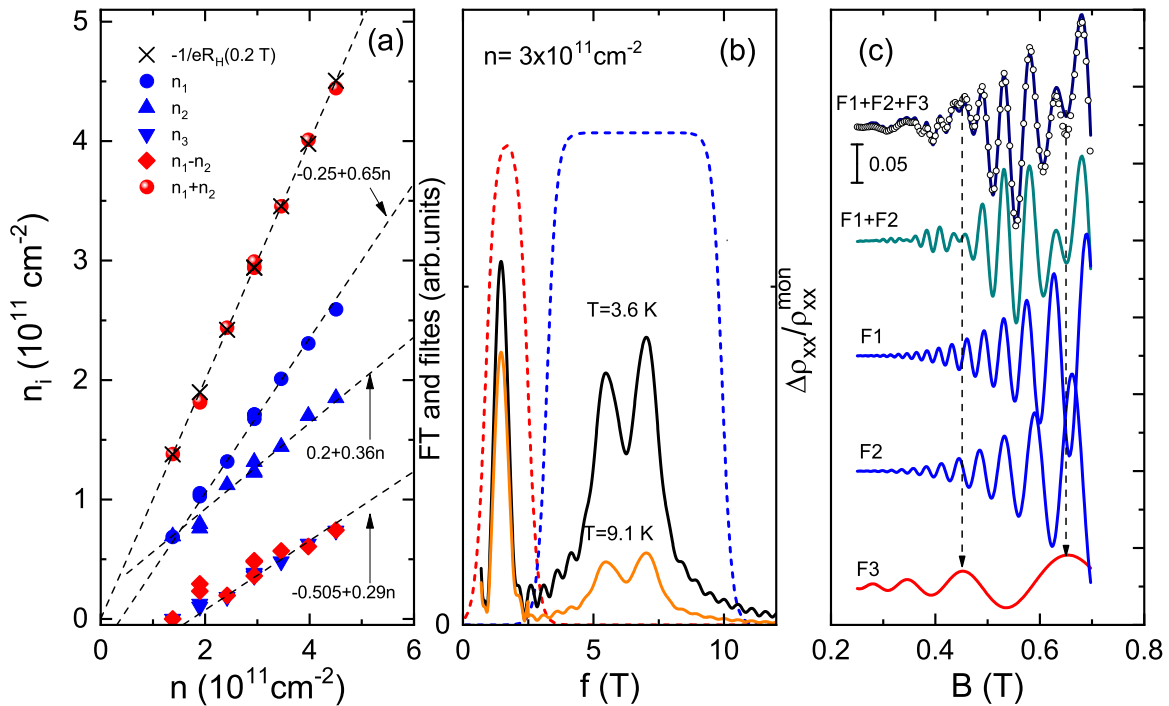 (a)
-1/eR_H(0.2 T)
n_1
n_2
n_3
n_1-n_2
n_1+n_2
-0.25+0.65n
0.2+0.36n
-0.505+0.29n
5
4
3
2
1
0
0 2 4 6
n_i (10^11 cm^-2)
n (10^11cm^-2)
(b)
n= 3x10^11cm^-2
T=3.6 K
T=9.1 K
FT and filtes (arb.units)
0 5 10
f (T)
(c)
F1+F2+F3
0.05
F1+F2
F1
F2
F3
Δρ_xx/ρ_xx^mon
0.2 0.4 0.6 0.8
B (T)